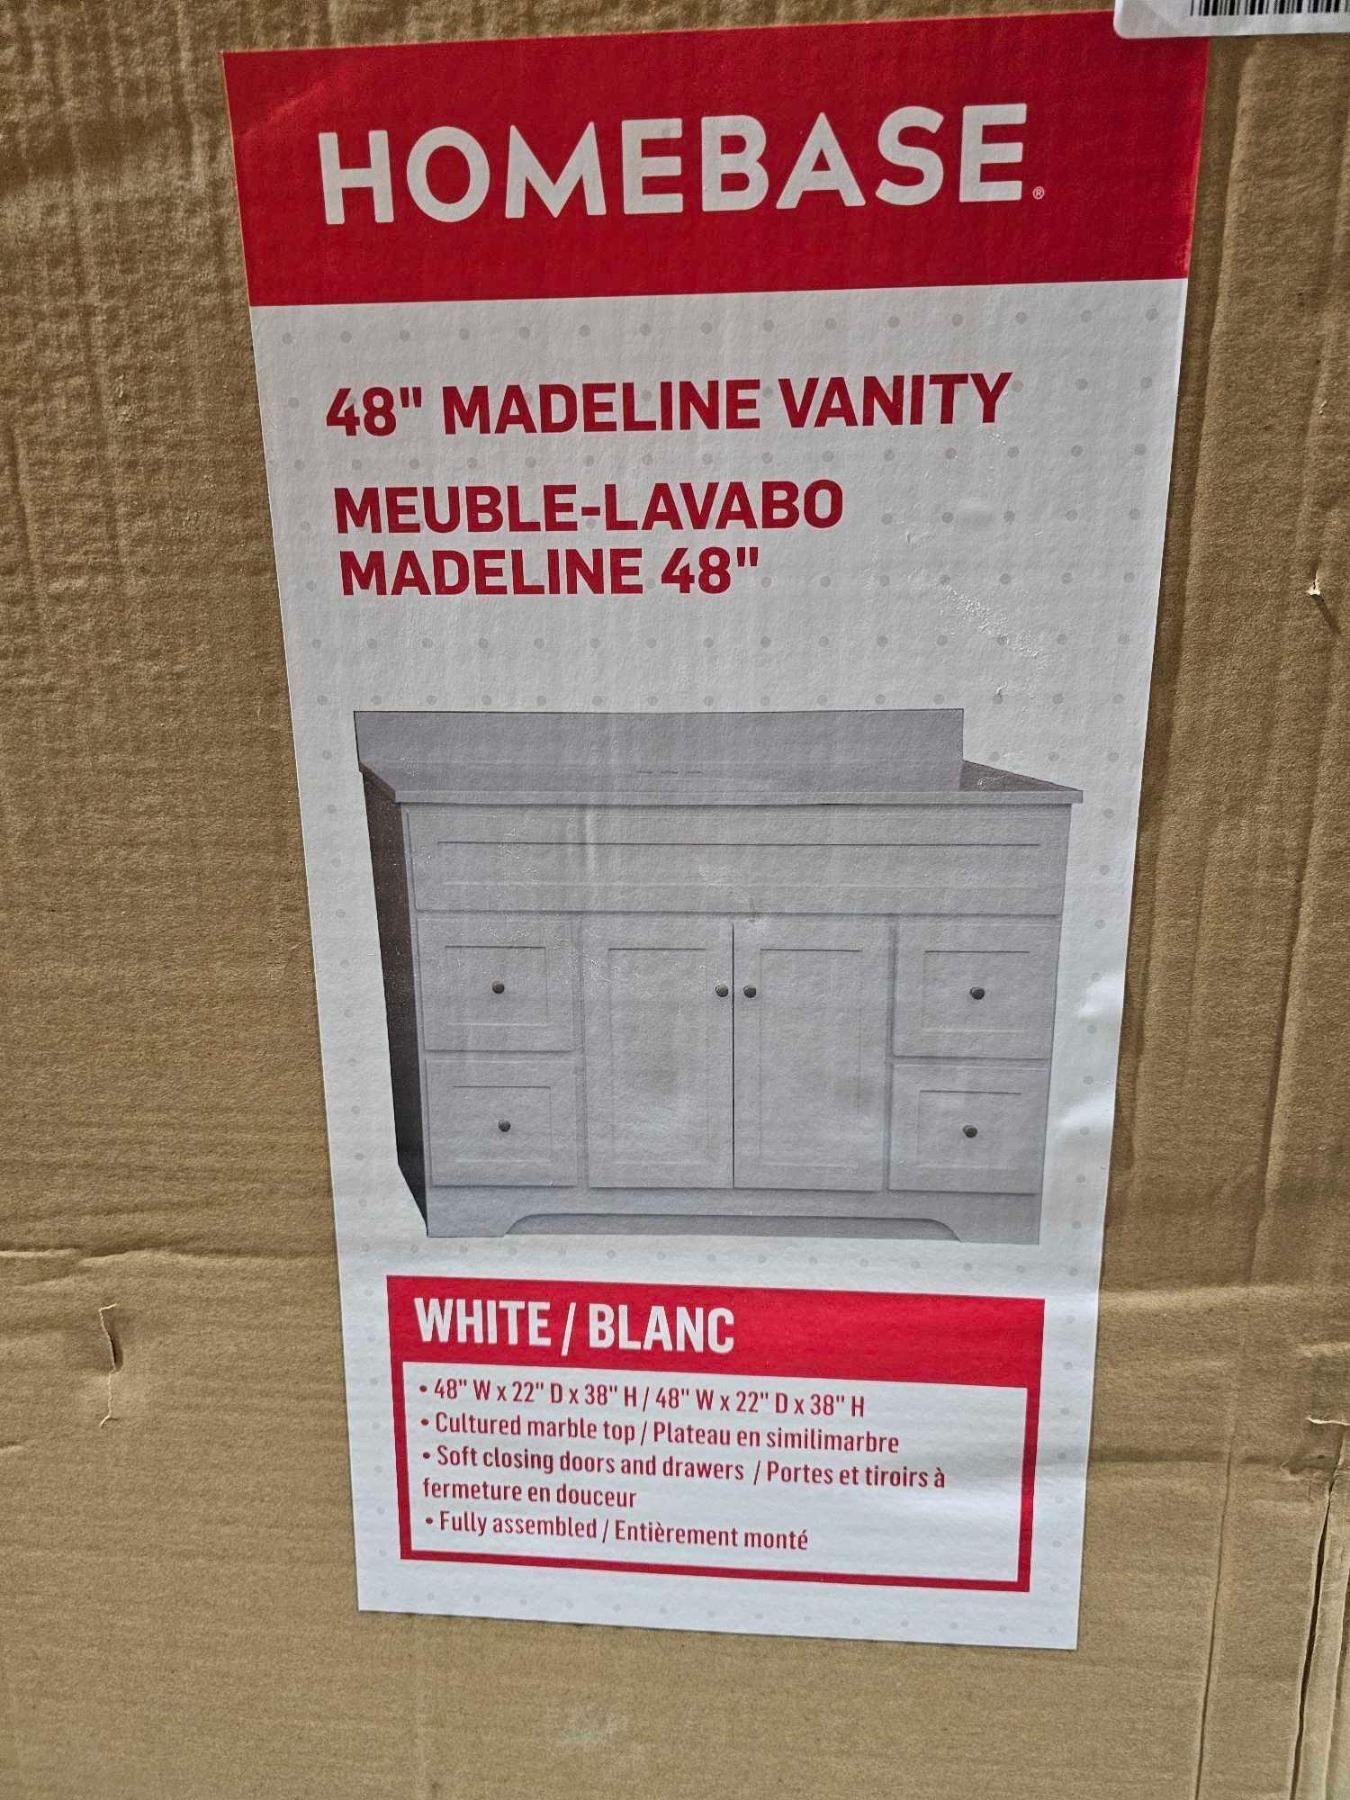 HOMEBASE®
48" MADELINE VANITY
MEUBLE-LAVABO
MADELINE 48"
WHITE / BLANC
• 48" W x 22" D x 38" H / 48" W x 22" D x 38" H
• Cultured marble top / Plateau en similimarbre
• Soft closing doors and drawers / Portes et tiroirs à
fermeture en douceur
• Fully assembled / Entièrement monté